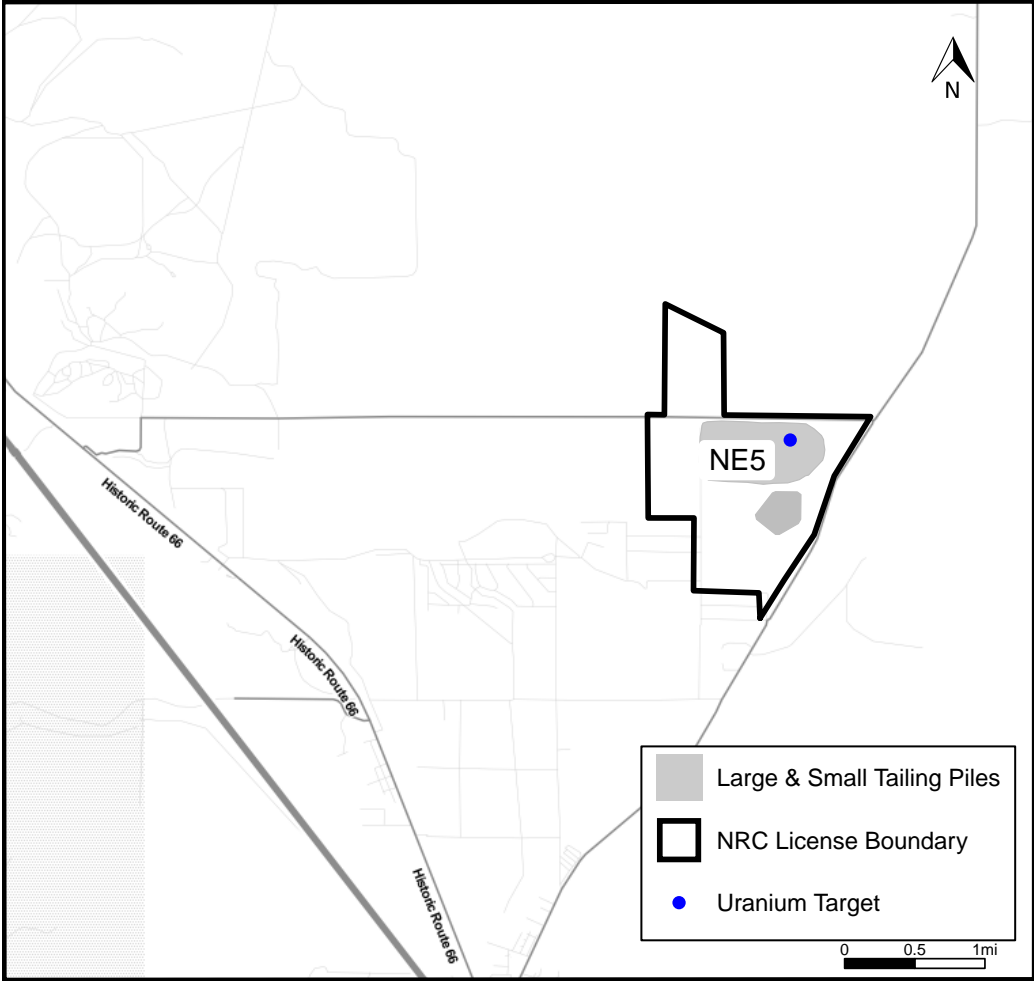 N
NE5
Historic Route 66
Historic Route 66
Historic Route 66
Large & Small Tailing Piles
NRC License Boundary
Uranium Target
0 0.5 1mi